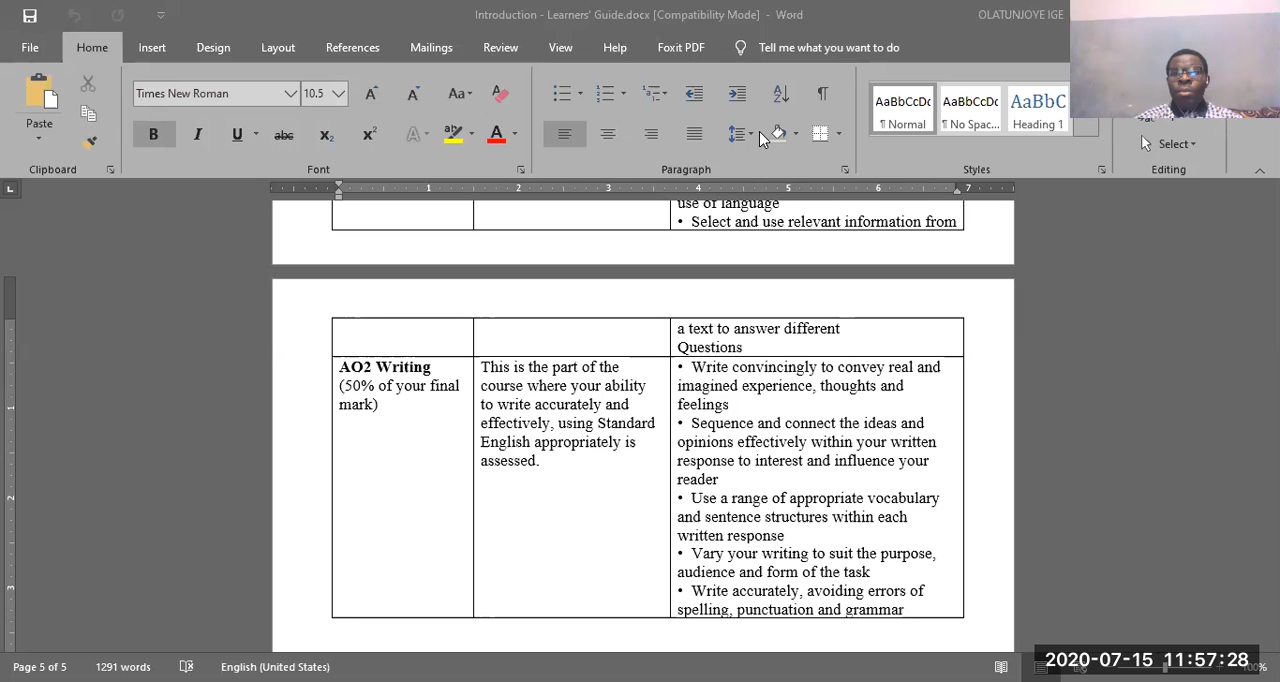 Introduction - Learners' Guide.docx [Compatibility Mode] - Word
OLATUNJOYE IGE
File Home Insert Design Layout References Mailings Review View Help Foxit PDF Tell me what you want to do
Times New Roman 10.5
Paste
Clipboard
Font
Paragraph
AaBbCcDc AaBbCcDc AaBbC
¶ Normal ¶ No Spac... Heading 1
Styles
Select
Editing
1 2 3 4 5 6 7
use of language
• Select and use relevant information from
a text to answer different
Questions
AO2 Writing
(50% of your final
mark)
This is the part of the
course where your ability
to write accurately and
effectively, using Standard
English appropriately is
assessed.
• Write convincingly to convey real and
imagined experience, thoughts and
feelings
• Sequence and connect the ideas and
opinions effectively within your written
response to interest and influence your
reader
• Use a range of appropriate vocabulary
and sentence structures within each
written response
• Vary your writing to suit the purpose,
audience and form of the task
• Write accurately, avoiding errors of
spelling, punctuation and grammar
Page 5 of 5 1291 words English (United States)
2020-07-15 11:57:28